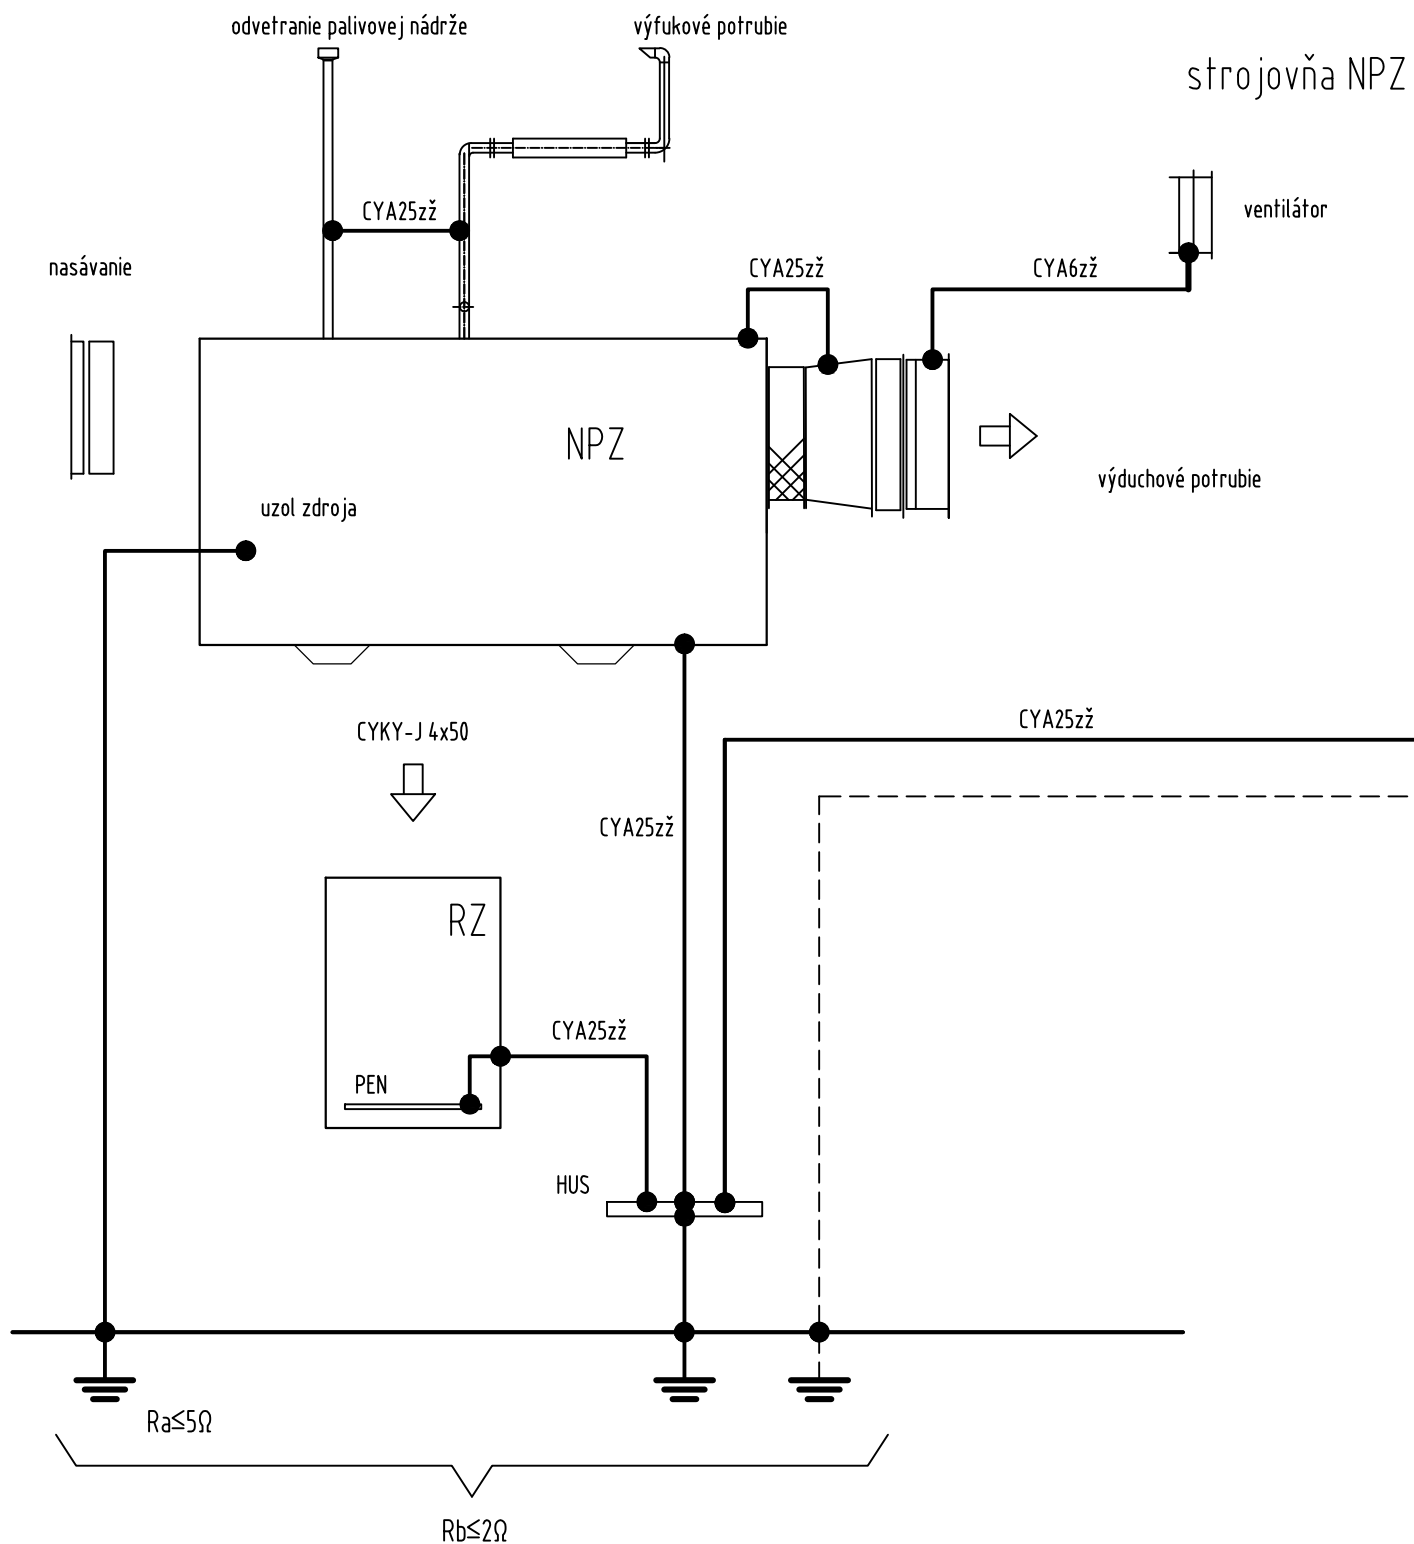 odvetranie palivovej nádrže
výfukové potrubie
strojovňa NPZ
CYA25zž
ventilátor
nasávanie
CYA25zž
CYA6zž
NPZ
výduchové potrubie
uzol zdroja
CYKY-J 4x50
CYA25zž
CYA25zž
RZ
CYA25zž
PEN
HUS
Ra≤5Ω
Rb≤2Ω